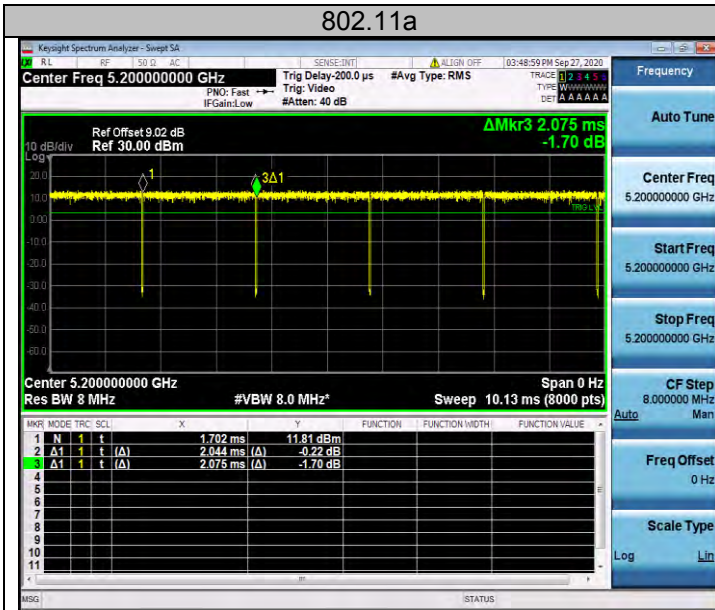 802.11a
Keysight Spectrum Analyzer - Swept SA
RL RF 50 Ω AC SENSE:INT ALIGN OFF 03:48:59 PM Sep 27, 2020
Center Freq 5.200000000 GHz
PNO: Fast
IFGain:Low
Trig Delay-200.0 µs
Trig: Video
#Atten: 40 dB
#Avg Type: RMS
TRACE 1 2 3 4 5 6
TYPE WWWWWW
DET A A A A A A
Ref Offset 9.02 dB
10 dB/div Ref 30.00 dBm
Log
ΔMkr3 2.075 ms
-1.70 dB
20.0
10.0
0.00
-10.0
-20.0
-30.0
-40.0
-50.0
-60.0
1
3Δ1
TRIG LVL
Center 5.200000000 GHz Span 0 Hz
Res BW 8 MHz #VBW 8.0 MHz* Sweep 10.13 ms (8000 pts)
MKR MODE TRC SCL X Y FUNCTION FUNCTION WIDTH FUNCTION VALUE
1 N 1 t 1.702 ms 11.81 dBm
2 Δ1 1 t (Δ) 2.044 ms (Δ) -0.22 dB
3 Δ1 1 t (Δ) 2.075 ms (Δ) -1.70 dB
4
5
6
7
8
9
10
11
MSG STATUS
Frequency
Auto Tune
Center Freq
5.200000000 GHz
Start Freq
5.200000000 GHz
Stop Freq
5.200000000 GHz
CF Step
8.000000 MHz
Auto Man
Freq Offset
0 Hz
Scale Type
Log Lin